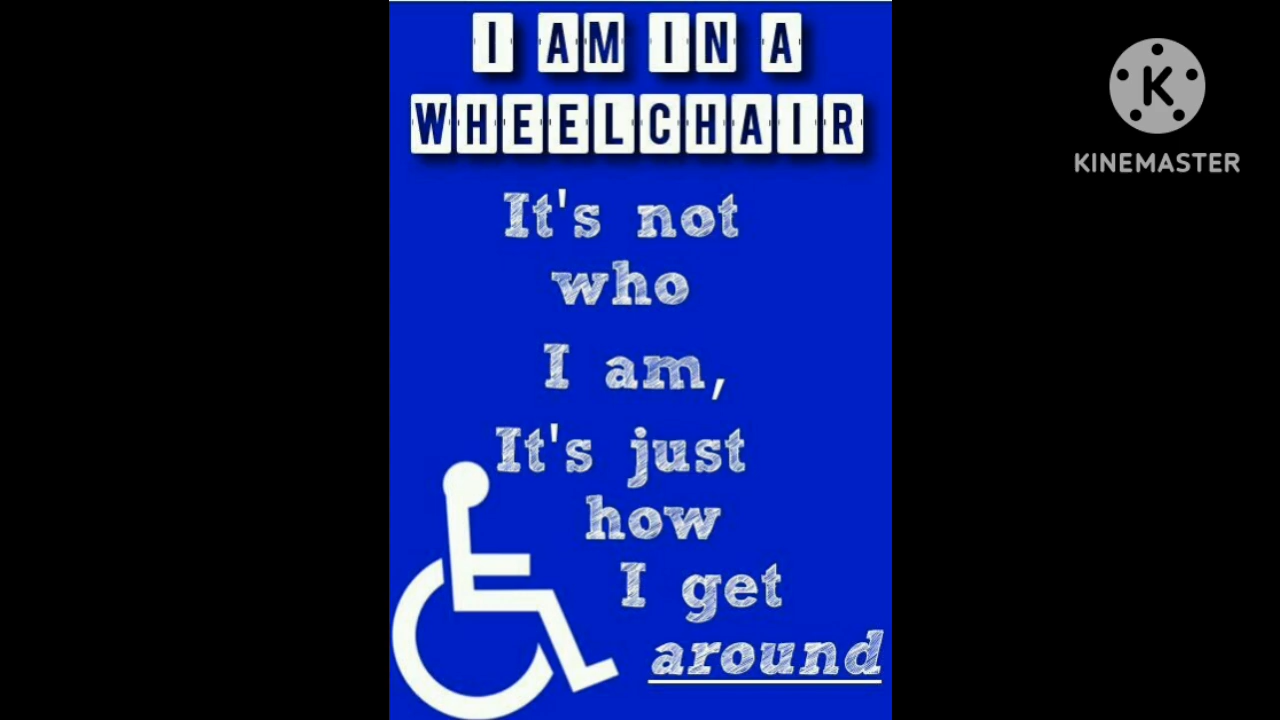 I AM IN A
WHEELCHAIR
It's not
who
I am,
It's just
how
I get
around
K
KINEMASTER